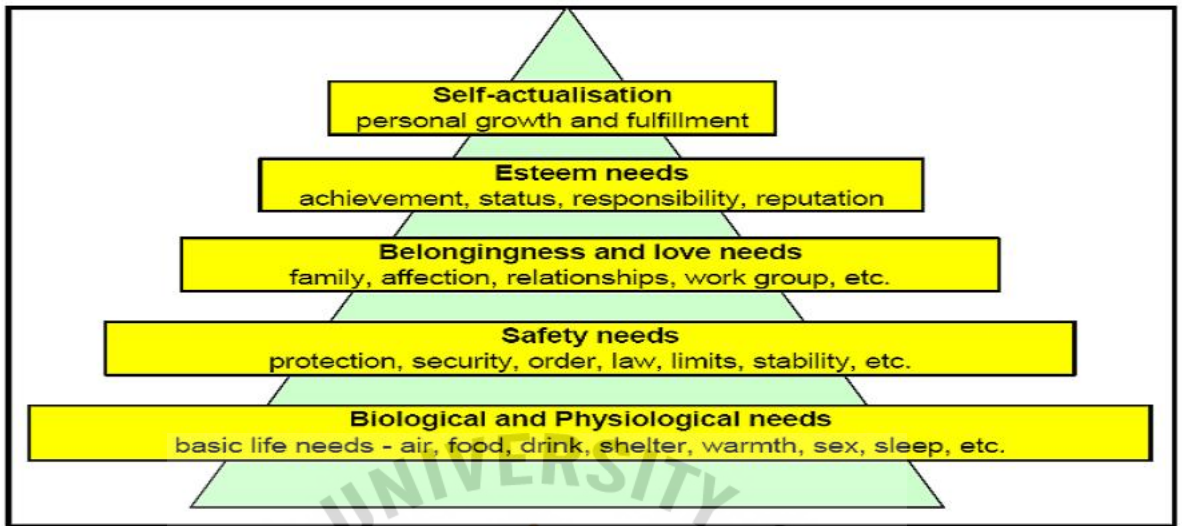 Self-actualisation
personal growth and fulfillment
Esteem needs
achievement, status, responsibility, reputation
Belongingness and love needs
family, affection, relationships, work group, etc.
Safety needs
protection, security, order, law, limits, stability, etc.
Biological and Physiological needs
basic life needs - air, food, drink, shelter, warmth, sex, sleep, etc.
UNIVERSITY